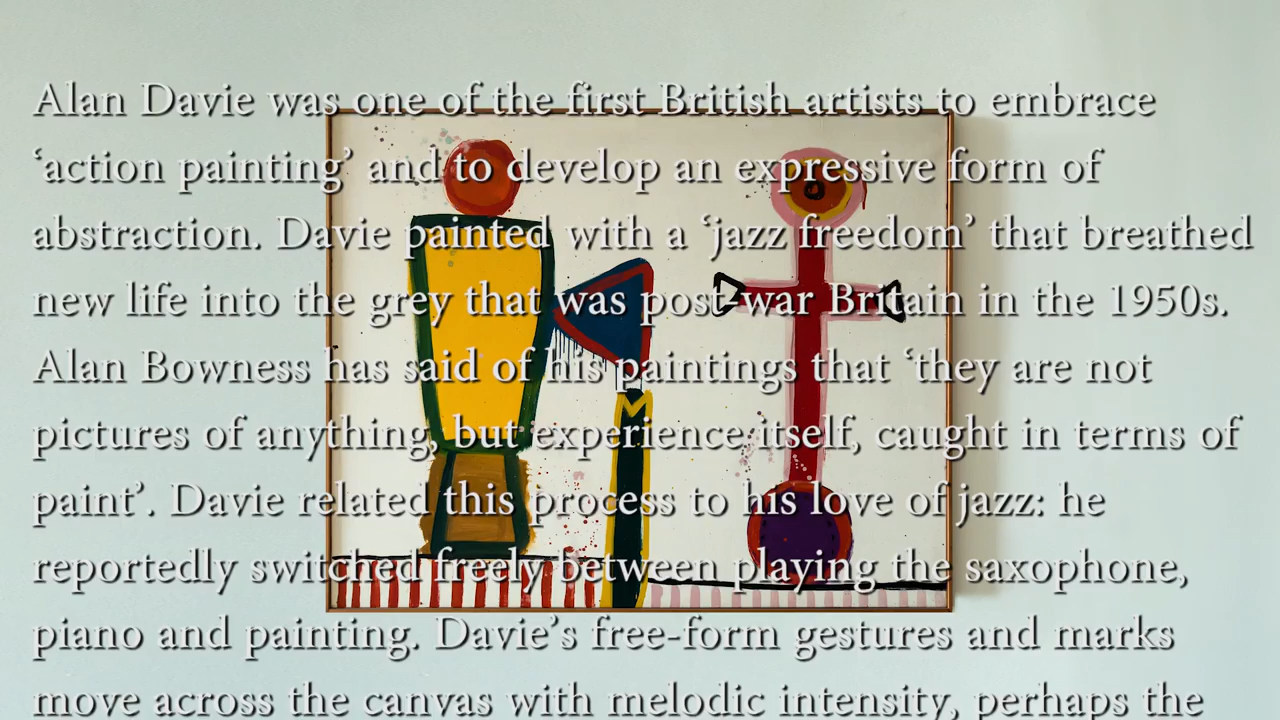 Alan Davie was one of the first British artists to embrace
‘action painting’ and to develop an expressive form of
abstraction. Davie painted with a ‘jazz freedom’ that breathed
new life into the grey that was post-war Britain in the 1950s.
Alan Bowness has said of his paintings that ‘they are not
pictures of anything, but experience itself, caught in terms of
paint’. Davie related this process to his love of jazz: he
reportedly switched freely between playing the saxophone,
piano and painting. Davie’s free-form gestures and marks
move across the canvas with melodic intensity, perhaps the